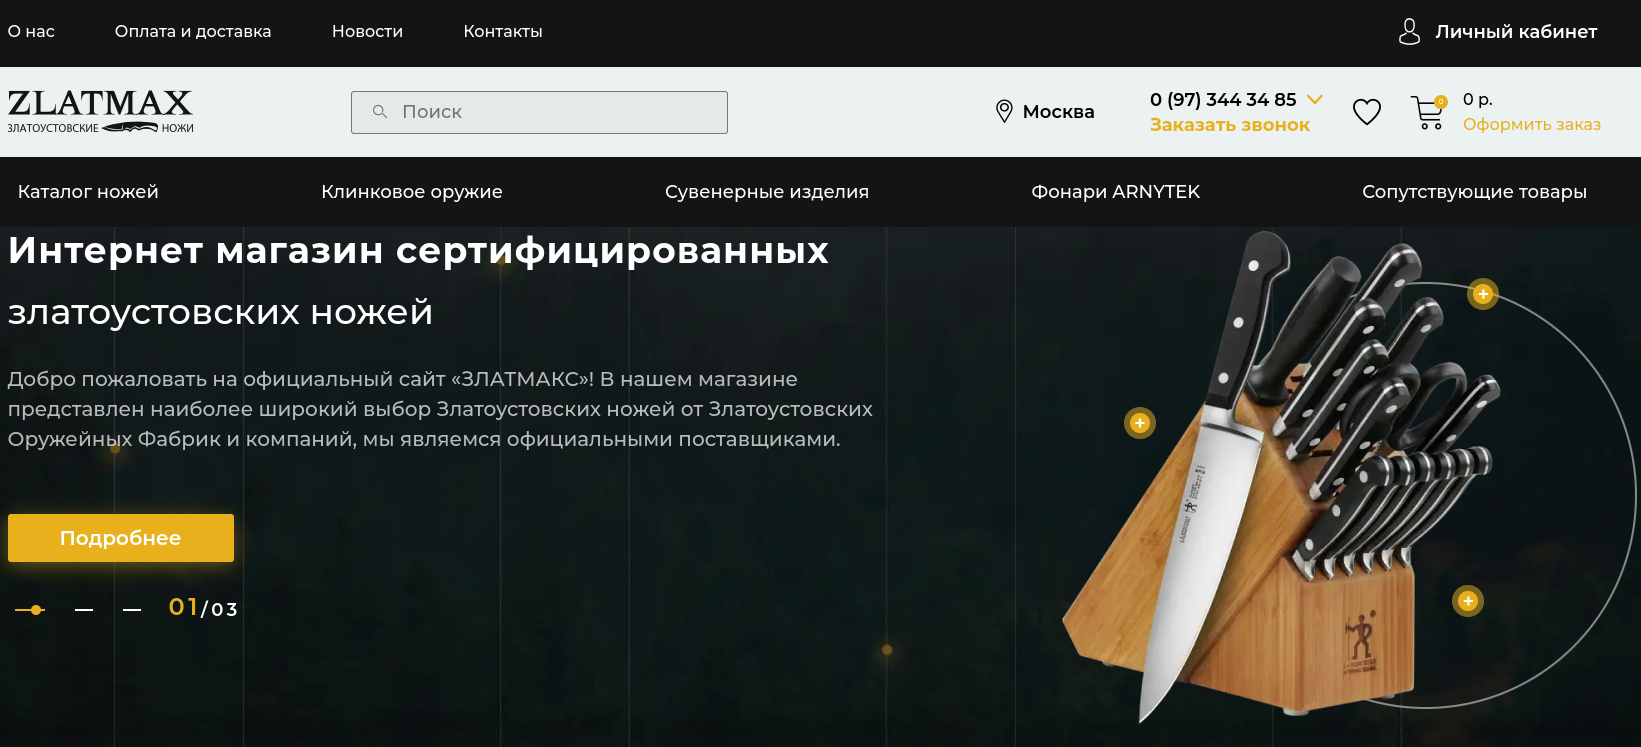 О нас Оплата и доставка Новости Контакты Личный кабинет
ZLATMAX
ЗЛАТОУСТОВСКИЕ НОЖИ
Поиск
Москва
0 (97) 344 34 85
Заказать звонок
0
0 р.
Оформить заказ
Каталог ножей Клинковое оружие Сувенирные изделия Фонари ARNYTEK Сопутствующие товары
Интернет магазин сертифицированных
златоустовских ножей
Добро пожаловать на официальный сайт «ЗЛАТМАКС»! В нашем магазине
представлен наиболее широкий выбор Златоустовских ножей от Златоустовских
Оружейных Фабрик и компаний, мы являемся официальными поставщиками.
Подробнее
01/03